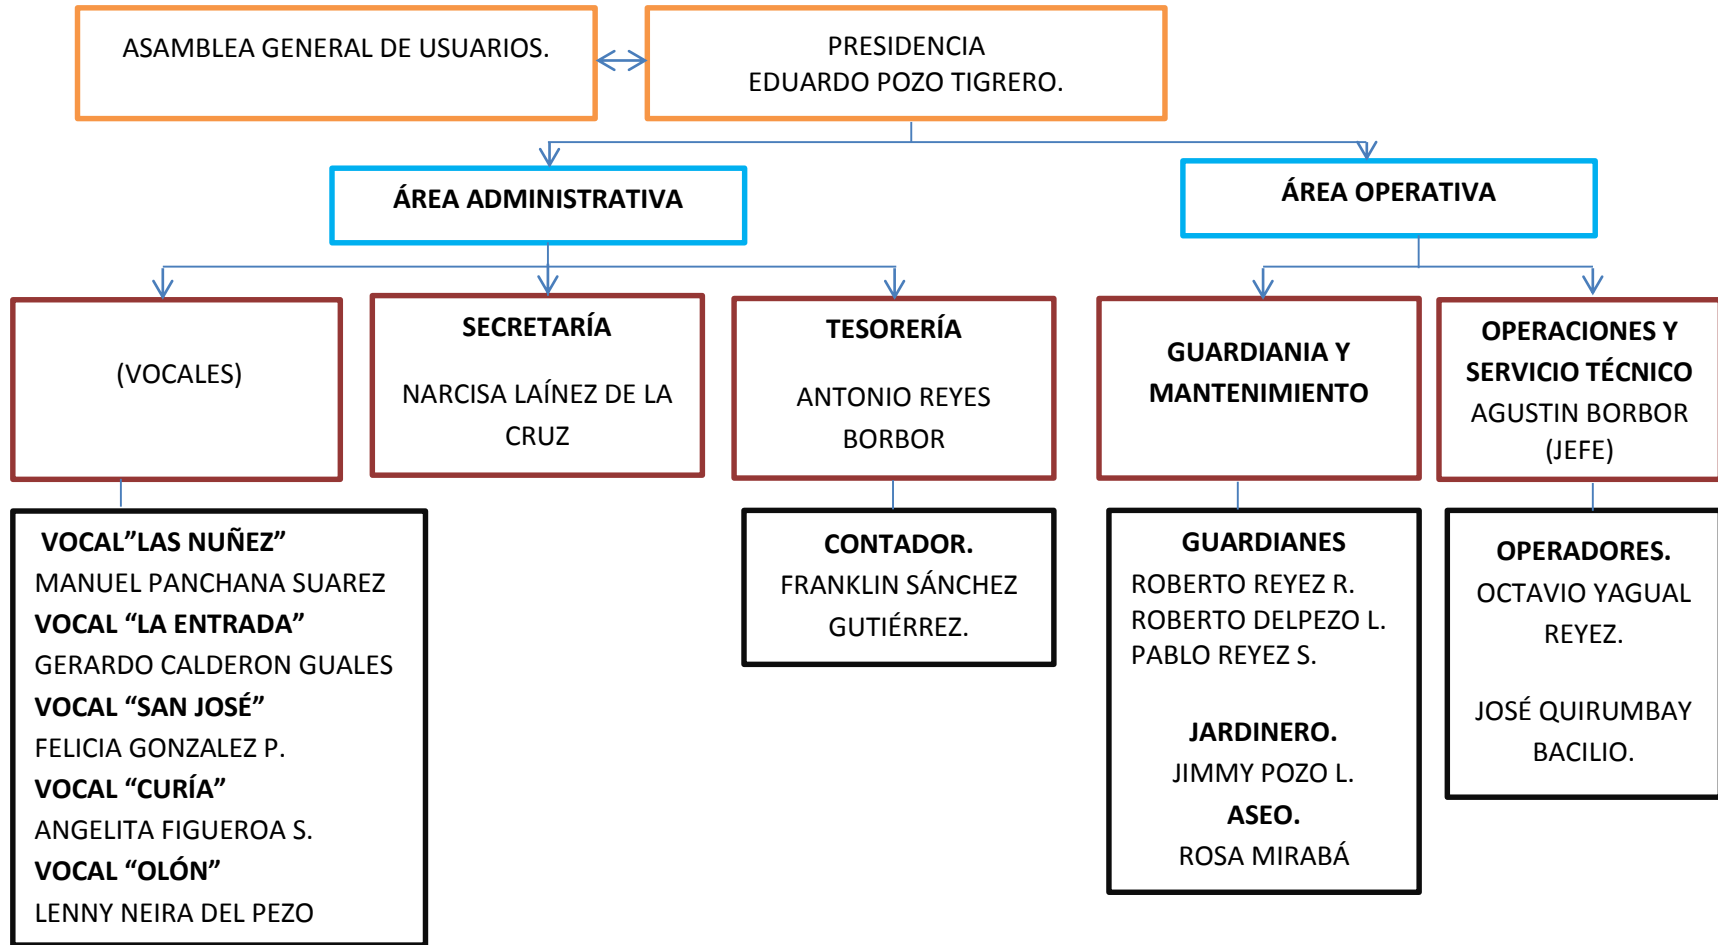 ASAMBLEA GENERAL DE USUARIOS.
PRESIDENCIA
EDUARDO POZO TIGRERO.
ÁREA ADMINISTRATIVA
ÁREA OPERATIVA
(VOCALES)
SECRETARÍA
NARCISA LAÍNEZ DE LA
CRUZ
TESORERÍA
ANTONIO REYES
BORBOR
GUARDIANIA Y
MANTENIMIENTO
OPERACIONES Y
SERVICIO TÉCNICO
AGUSTIN BORBOR
(JEFE)
VOCAL”LAS NUÑEZ”
MANUEL PANCHANA SUAREZ
VOCAL “LA ENTRADA”
GERARDO CALDERON GUALES
VOCAL “SAN JOSÉ”
FELICIA GONZALEZ P.
VOCAL “CURÍA”
ANGELITA FIGUEROA S.
VOCAL “OLÓN”
LENNY NEIRA DEL PEZO
CONTADOR.
FRANKLIN SÁNCHEZ
GUTIÉRREZ.
GUARDIANES
ROBERTO REYEZ R.
ROBERTO DELPEZO L.
PABLO REYEZ S.
JARDINERO.
JIMMY POZO L.
ASEO.
ROSA MIRABÁ
OPERADORES.
OCTAVIO YAGUAL
REYEZ.
JOSÉ QUIRUMBAY
BACILIO.